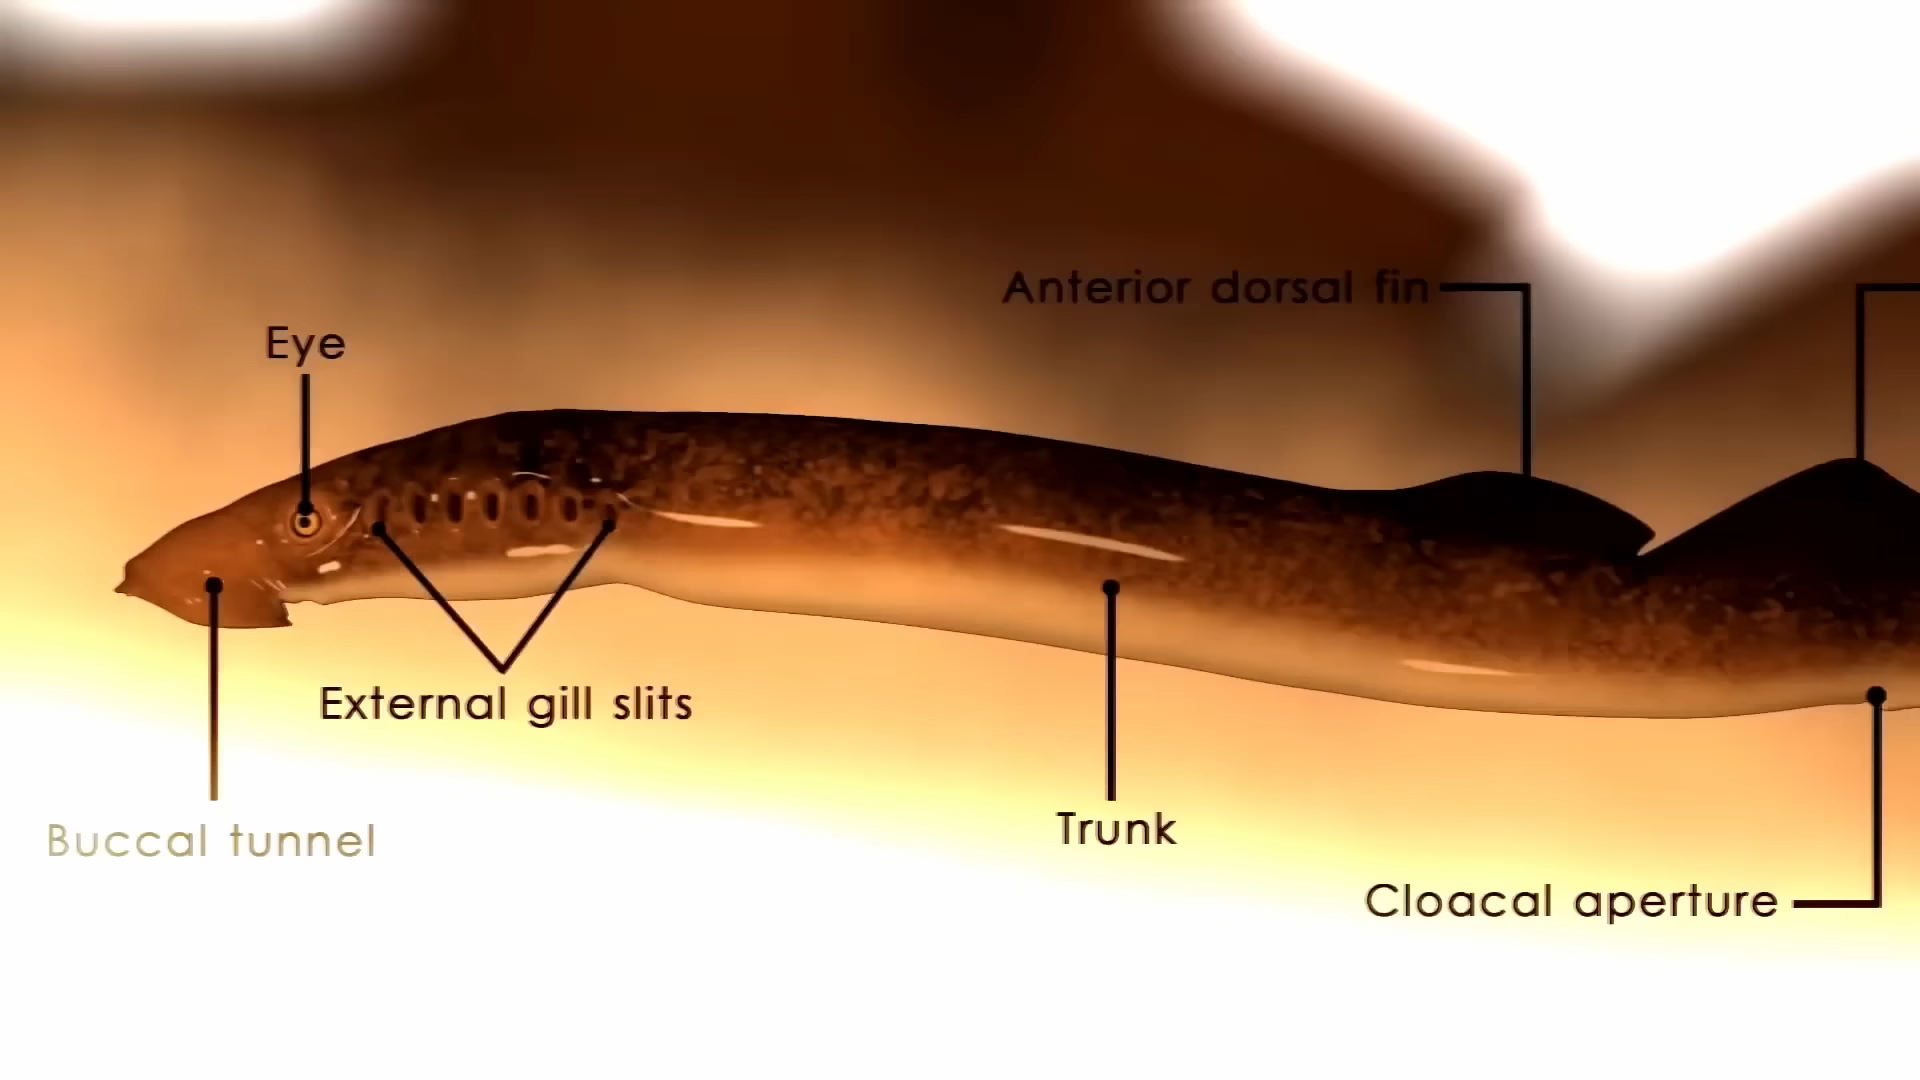 Anterior dorsal fin
Eye
External gill slits
Buccal tunnel
Trunk
Cloacal aperture